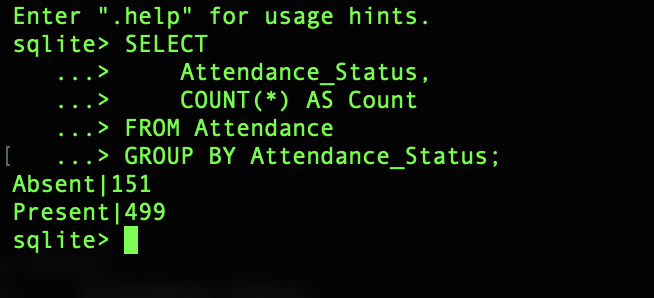 Enter ".help" for usage hints.
sqlite> SELECT
   ...>     Attendance_Status,
   ...>     COUNT(*) AS Count
   ...> FROM Attendance
[   ...> GROUP BY Attendance_Status;
Absent|151
Present|499
sqlite>